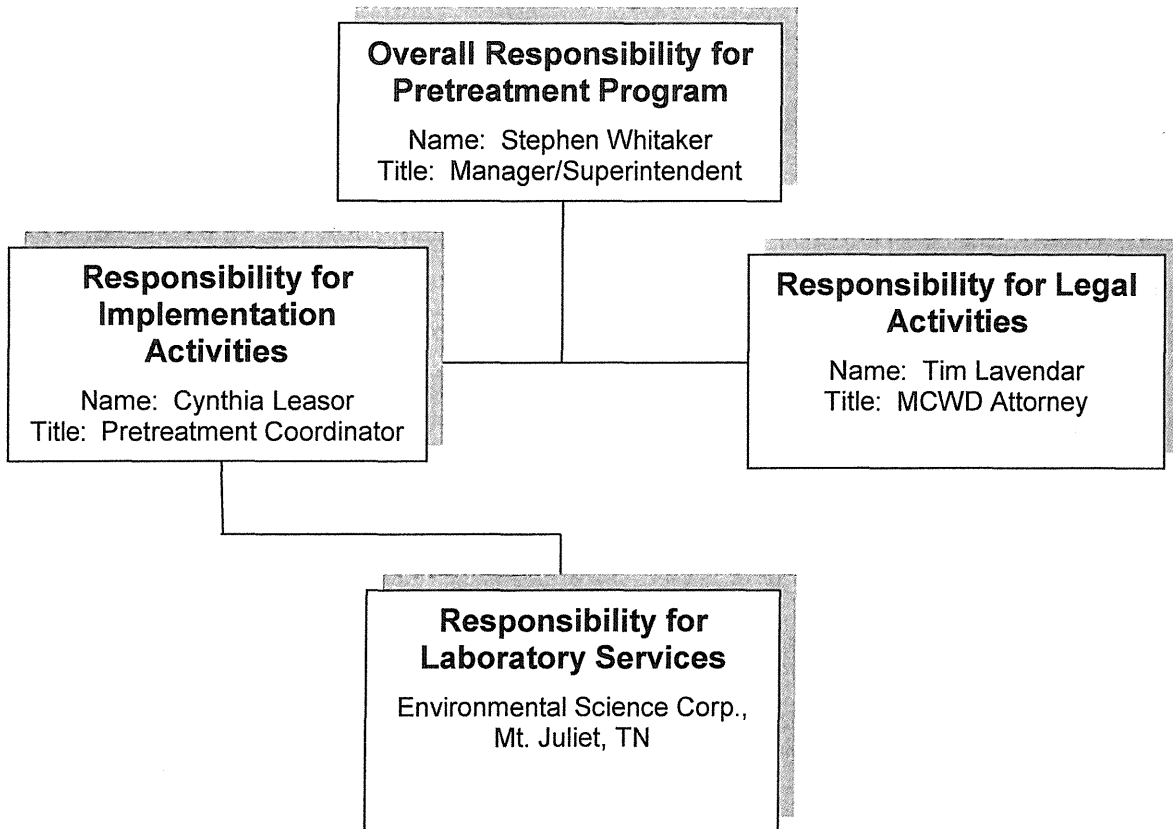 Overall Responsibility for
Pretreatment Program
Name: Stephen Whitaker
Title: Manager/Superintendent
Responsibility for
Implementation
Activities
Name: Cynthia Leasor
Title: Pretreatment Coordinator
Responsibility for Legal
Activities
Name: Tim Lavendar
Title: MCWD Attorney
Responsibility for
Laboratory Services
Environmental Science Corp.,
Mt. Juliet, TN